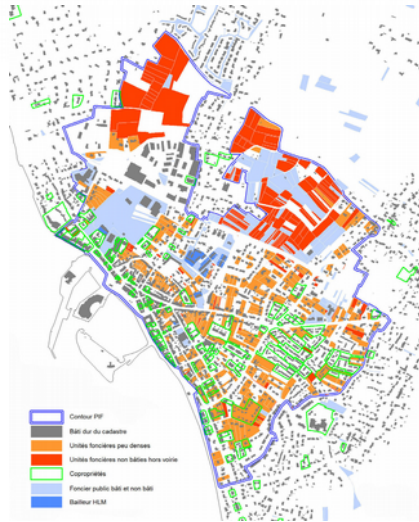 Contour PIF
Bâti dur du cadastre
Unités foncières peu denses
Unités foncières non bâties hors voirie
Copropriétés
Foncier public bâti et non bâti
Bailleur HLM